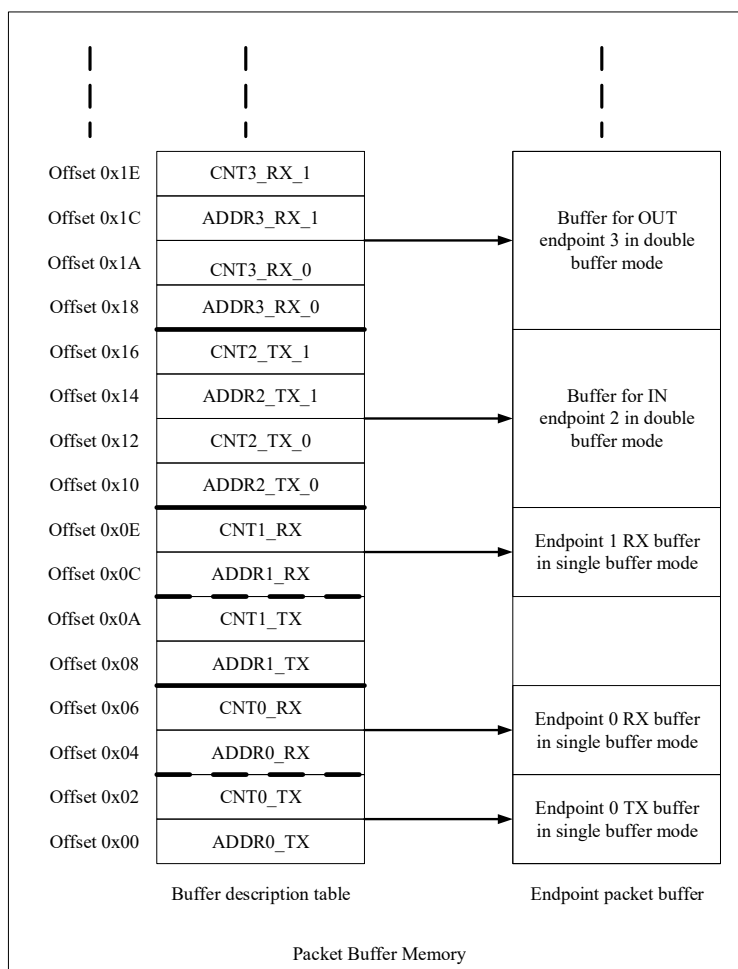 Offset 0x1E CNT3_RX_1
Offset 0x1C ADDR3_RX_1
Offset 0x1A CNT3_RX_0
Offset 0x18 ADDR3_RX_0
Buffer for OUT
endpoint 3 in double
buffer mode
Offset 0x16 CNT2_TX_1
Offset 0x14 ADDR2_TX_1
Offset 0x12 CNT2_TX_0
Offset 0x10 ADDR2_TX_0
Buffer for IN
endpoint 2 in double
buffer mode
Offset 0x0E CNT1_RX
Offset 0x0C ADDR1_RX
Endpoint 1 RX buffer
in single buffer mode
Offset 0x0A CNT1_TX
Offset 0x08 ADDR1_TX
Offset 0x06 CNT0_RX
Offset 0x04 ADDR0_RX
Endpoint 0 RX buffer
in single buffer mode
Offset 0x02 CNT0_TX
Offset 0x00 ADDR0_TX
Endpoint 0 TX buffer
in single buffer mode
Buffer description table
Endpoint packet buffer
Packet Buffer Memory